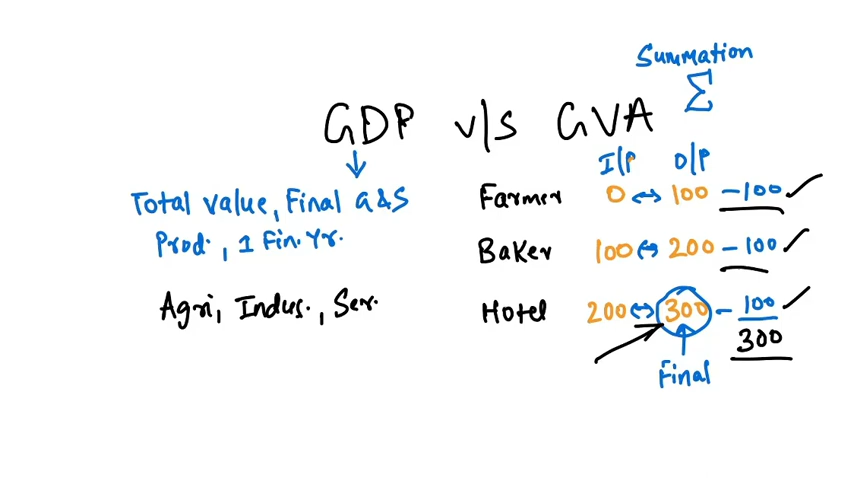 Summation
Σ
GDP v/s GVA
I/P O/P
Total value, Final G&S
Prod., 1 Fin. Yr.
Agri, Indus., Ser.
Farmer 0 ↔ 100 - 100 ✓
Baker 100 ↔ 200 - 100 ✓
Hotel 200 ↔ 300 - 100 ✓
300
Final